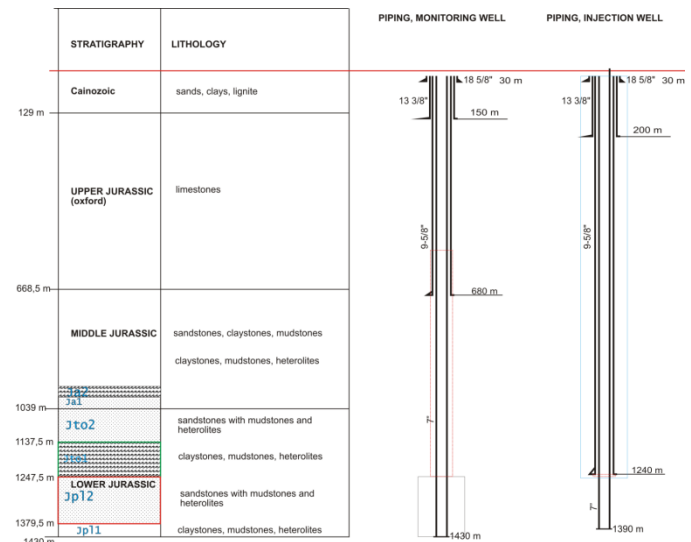 PIPING, MONITORING WELL
PIPING, INJECTION WELL
STRATIGRAPHY
LITHOLOGY
18 5/8" 30 m
18 5/8" 30 m
Cainozoic
sands, clays, lignite
13 3/8"
13 3/8"
129 m
150 m
200 m
UPPER JURASSIC
(oxford)
limestones
9-5/8"
9-5/8"
668,5 m
680 m
MIDDLE JURASSIC
sandstones, claystones, mudstones
claystones, mudstones, heterolites
Ja2
Ja1
1039 m
Jto2
sandstones with mudstones and
heterolites
7"
1137,5 m
claystones, mudstones, heterolites
1247,5 m
1240 m
LOWER JURASSIC
Jpl2
sandstones with mudstones and
heterolites
7"
1379,5 m
Jpl1
claystones, mudstones, heterolites
1390 m
1430 m
1430 m